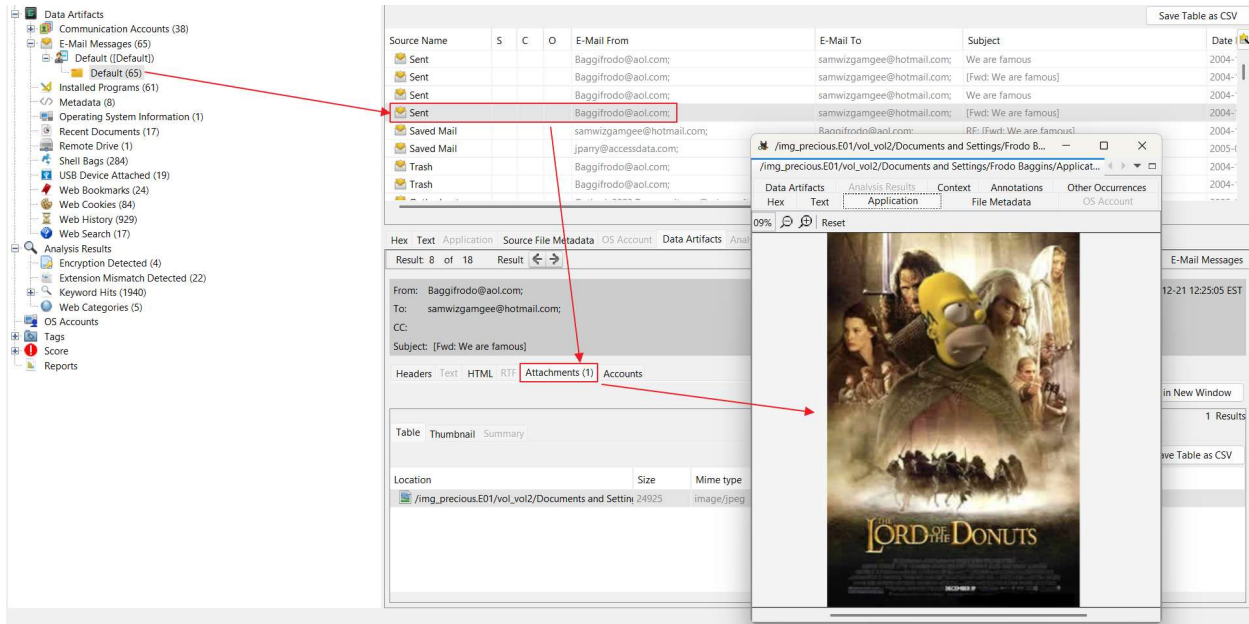 Data Artifacts
Communication Accounts (38)
E-Mail Messages (65)
Default ([Default])
Default (65)
Installed Programs (61)
Metadata (8)
Operating System Information (1)
Recent Documents (17)
Remote Drive (1)
Shell Bags (284)
USB Device Attached (19)
Web Bookmarks (24)
Web Cookies (84)
Web History (929)
Web Search (17)
Analysis Results
Encryption Detected (4)
Extension Mismatch Detected (22)
Keyword Hits (1940)
Web Categories (5)
OS Accounts
Tags
Score
Reports
Save Table as CSV
Source Name S C O E-Mail From E-Mail To Subject Date
Sent Baggifrodo@aol.com; samwizgamgee@hotmail.com; We are famous 2004-
Sent Baggifrodo@aol.com; samwizgamgee@hotmail.com; [Fwd: We are famous] 2004-
Sent Baggifrodo@aol.com; samwizgamgee@hotmail.com; We are famous 2004-
Sent Baggifrodo@aol.com; samwizgamgee@hotmail.com; [Fwd: We are famous] 2004-
Saved Mail samwizgamgee@hotmail.com; Baggifrodo@aol.com; RE: [Fwd: We are famous] 2004-
Saved Mail jparry@accessdata.com; 2005-
Trash Baggifrodo@aol.com; 2004-
Trash Baggifrodo@aol.com; 2004-
Hex Text Application Source File Metadata OS Account Data Artifacts
Result: 8 of 18 Result E-Mail Messages
From: Baggifrodo@aol.com; 12-21 12:25:05 EST
To: samwizgamgee@hotmail.com;
CC:
Subject: [Fwd: We are famous]
Headers Text HTML RTF Attachments (1) Accounts
in New Window
1 Results
Table Thumbnail Summary
ave Table as CSV
Location Size Mime type
/img_precious.E01/vol_vol2/Documents and Settin 24925 image/jpeg
/img_precious.E01/vol_vol2/Documents and Settings/Frodo B...
/img_precious.E01/vol_vol2/Documents and Settings/Frodo Baggins/Applicat...
Data Artifacts Analysis Results Context Annotations Other Occurrences
Hex Text Application File Metadata OS Account
09% Reset
THE LORD OF THE DONUTS
DECEMBER 19